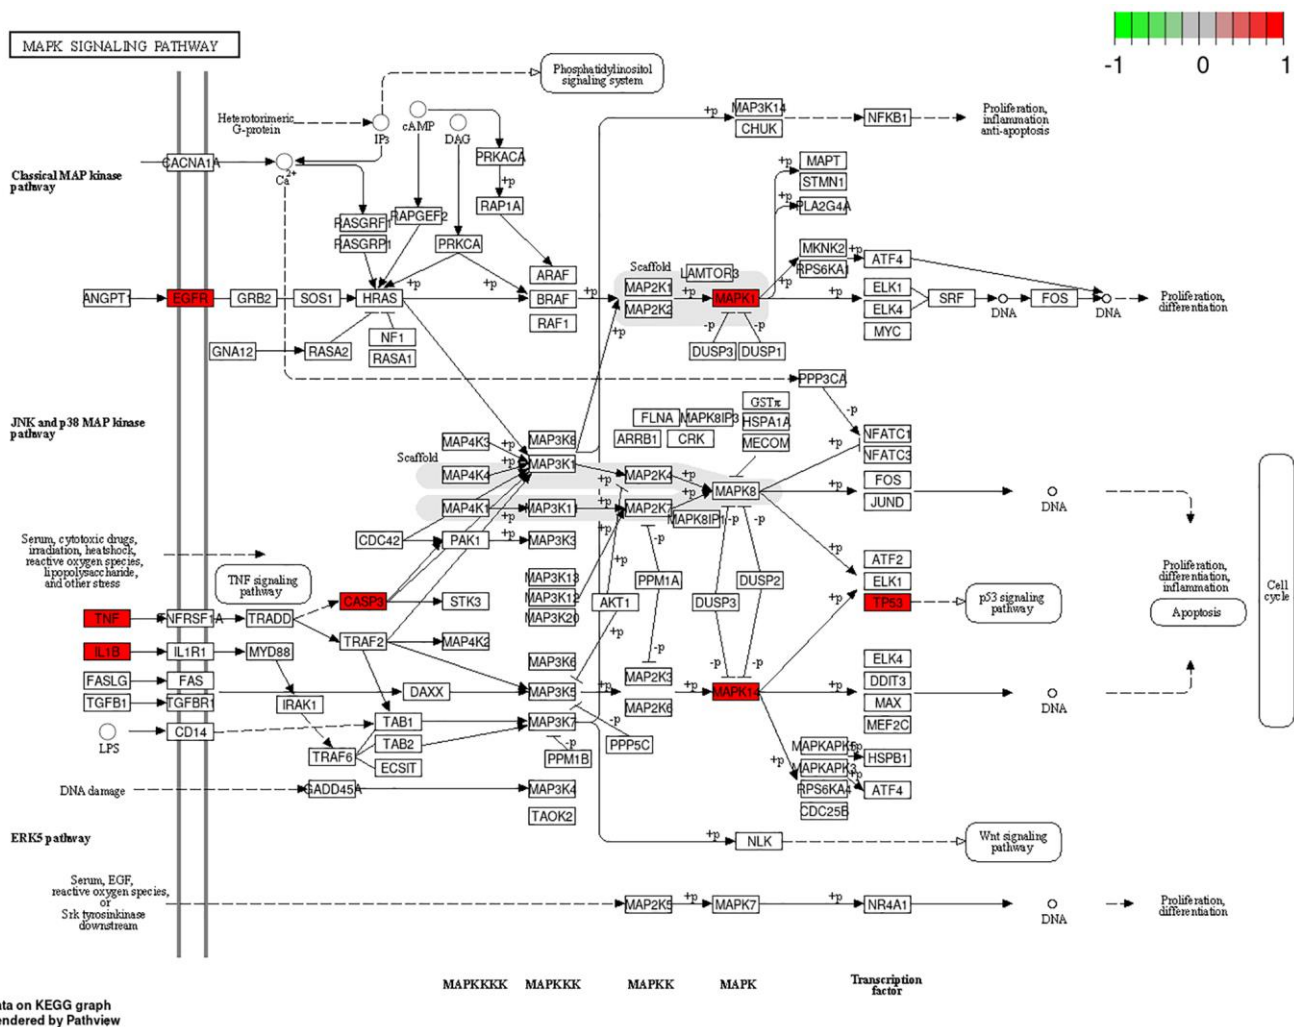 MAPK SIGNALING PATHWAY
-1 0 1
Phosphatidylinositol
signaling system
Heterotorimeric
G-protein
IP3
cAMP
DAG
MAP3K14
CHUK
NFKB1
Proliferation,
inflammation
anti-apoptosis
+p
CACNA1A
Ca2+
PRKACA
+p
RAP1A
MAPT
STMN1
PLA2G4A
+p
+p
Classical MAP kinase
pathway
RASGRF1
RAPGEF2
RASGRP1
PRKCA
ARAF
Scaffold
LAMTOR3
MKNK2
+p
RPS6KA1
ATF4
+p
ANGPT1
EGFR
GRB2
SOS1
HRAS
+p
+p
BRAF
+p
MAP2K1
MAP2K2
+p
MAPK1
+p
ELK1
ELK4
MYC
SRF
DNA
FOS
DNA
Proliferation,
differentiation
RAF1
+p
NF1
RASA1
GNA12
RASA2
-p
-p
DUSP3
DUSP1
PPP3CA
-p
JNK and p38 MAP kinase
pathway
FLNA
MAPK8IP3
GSTπ
HSPA1A
ARRB1
CRK
MECOM
NFATC1
NFATC3
+p
MAP4K3
+p
MAP3K8
Scaffold
MAP4K4
+p
MAP3K1
MAP2K4
+p
+p
MAPK8
+p
FOS
JUND
DNA
MAP4K1
+p
MAP3K1
+p
MAP2K7
+p
MAPK8IP1
-p
-p
CDC42
PAK1
+p
MAP3K3
Serum, cytotoxic drugs,
irradiation, heatshock,
reactive oxygen species,
lipopolysaccharide,
and other stress
TNF signaling
pathway
CASP3
STK3
MAP3K13
MAP3K12
MAP3K20
AKT1
+p
+p
PPM1A
-p
DUSP2
DUSP3
+p
ATF2
ELK1
TP53
+p
p53 signaling
pathway
Proliferation,
differentiation,
inflammation
Apoptosis
Cell
cycle
TNF
TNFRSF1A
TRADD
TRAF2
MAP4K2
IL1B
IL1R1
MYD88
MAP3K6
FASLG
FAS
DAXX
MAP3K5
+p
MAP2K3
MAP2K6
+p
-p
-p
MAPK14
+p
ELK4
DDIT3
MAX
MEF2C
DNA
TGFB1
TGFBR1
IRAK1
LPS
CD14
TAB1
TAB2
ECSIT
TRAF6
MAP3K7
-p
-p
PPM1B
PPP5C
+p
MAPKAPK5
MAPKAPK3
RPS6KA4
CDC25B
+p
+p
HSPB1
ATF4
DNA damage
GADD45A
MAP3K4
TAOK2
ERK5 pathway
+p
NLK
Wnt signaling
pathway
Serum, EGF,
reactive oxygen species,
or
Srk tyrosinkinase
downstream
MAP2K5
+p
MAPK7
+p
NR4A1
DNA
Proliferation,
differentiation
MAPKKKK
MAPKKK
MAPKK
MAPK
Transcription
factor
ata on KEGG graph
endered by Pathview